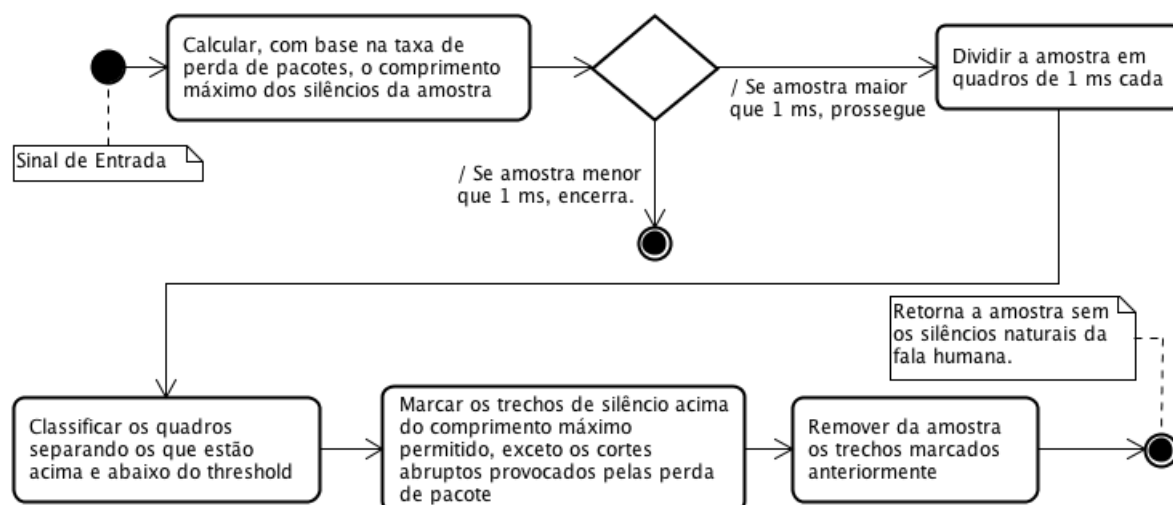 Calcular, com base na taxa de
perda de pacotes, o comprimento
máximo dos silêncios da amostra
/ Se amostra maior
que 1 ms, prossegue
Dividir a amostra em
quadros de 1 ms cada
Sinal de Entrada
/ Se amostra menor
que 1 ms, encerra.
Retorna a amostra sem
os silêncios naturais da
fala humana.
Classificar os quadros
separando os que estão
acima e abaixo do threshold
Marcar os trechos de silêncio acima
do comprimento máximo
permitido, exceto os cortes
abruptos provocados pelas perda
de pacote
Remover da amostra
os trechos marcados
anteriormente